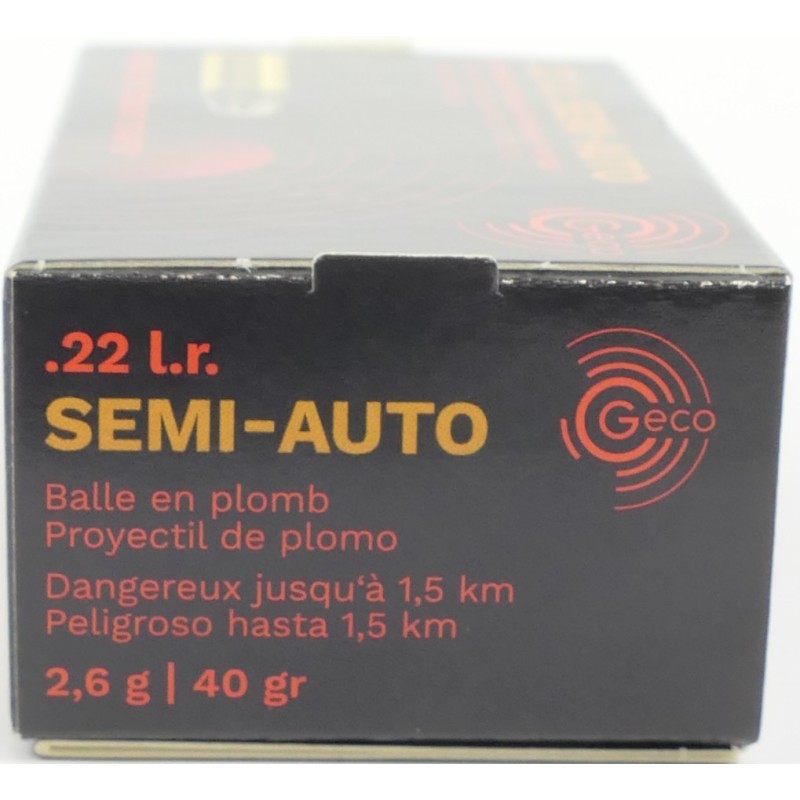 .22 l.r.
SEMI-AUTO
Geco
Balle en plomb
Proyectil de plomo
Dangereux jusqu‘à 1,5 km
Peligroso hasta 1,5 km
2,6 g | 40 gr
Geco